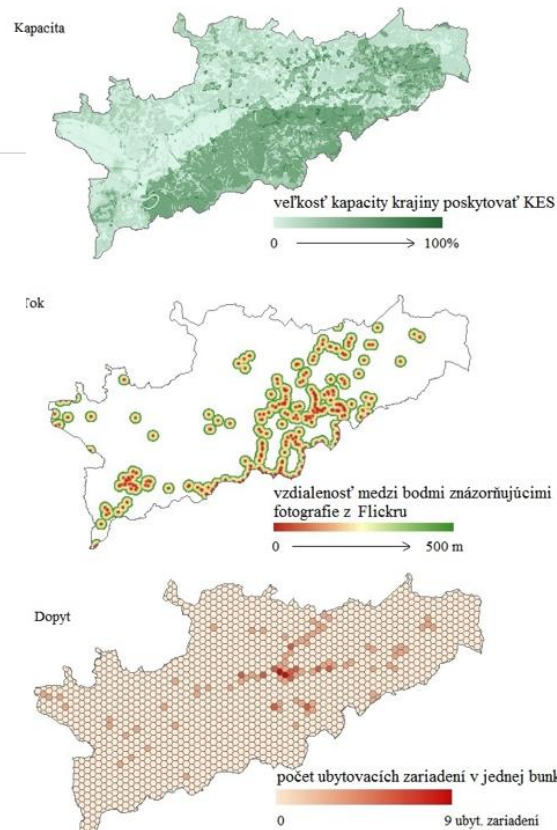 Kapacita
veľkosť kapacity krajiny poskytovať KES
0 100%
Tok
vzdialenosť medzi bodmi znázorňujúcimi
fotografie z Flickru
0 500 m
Dopyt
počet ubytovacích zariadení v jednej bunk
0 9 ubyt. zariadení